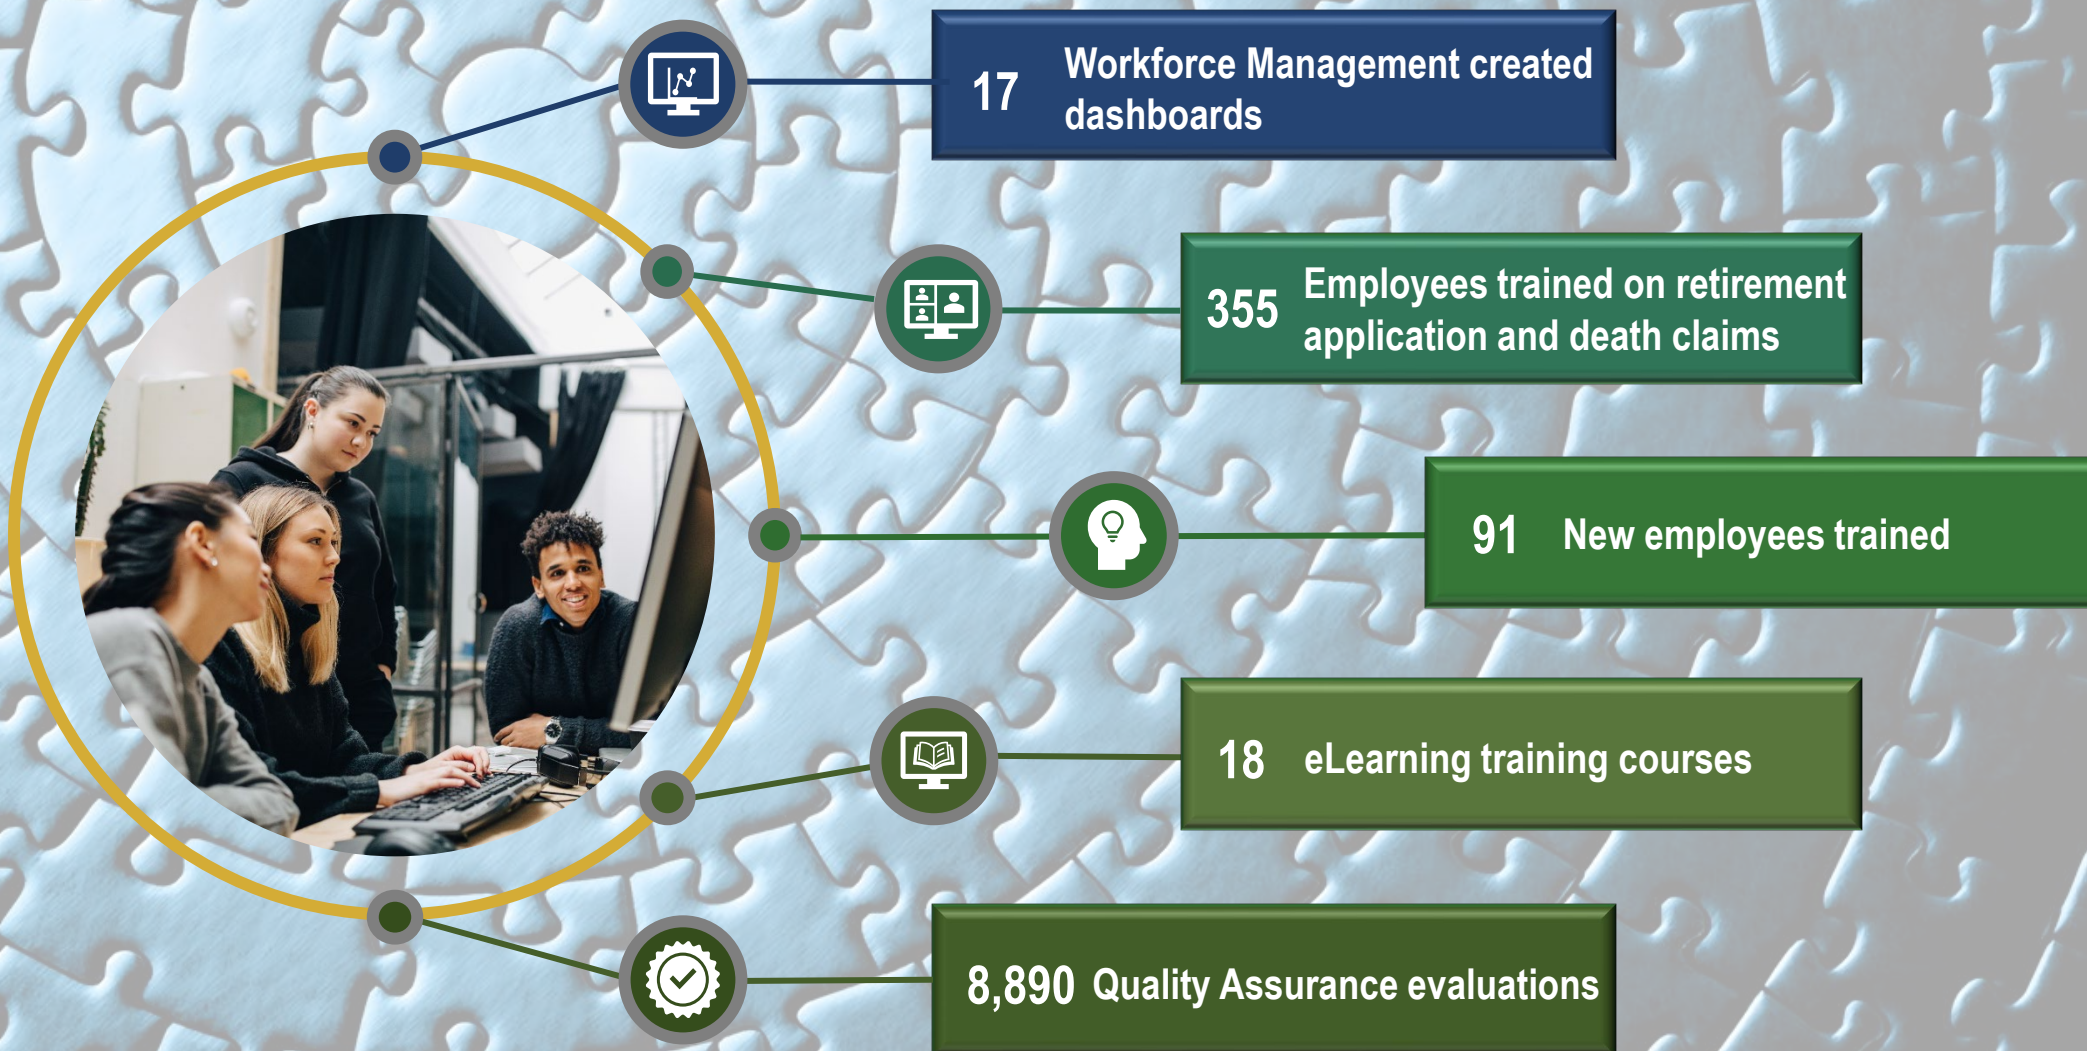 17
Workforce Management created
dashboards
355
Employees trained on retirement
application and death claims
91 New employees trained
18 eLearning training courses
8,890 Quality Assurance evaluations